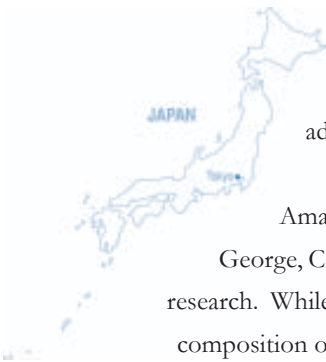 JAPAN
ad
Tokyo
Ama
George, C
research. While
composition o